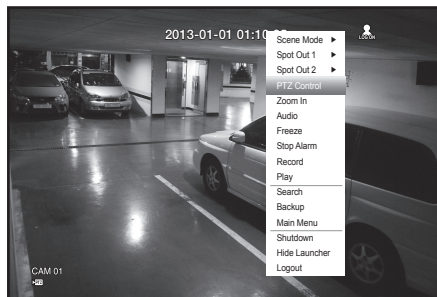 2013-01-01 01:10
LOG ON
Scene Mode
Spot Out 1
Spot Out 2
PTZ Control
Zoom In
Audio
Freeze
Stop Alarm
Record
Play
Search
Backup
Main Menu
Shutdown
Hide Launcher
Logout
CAM 01